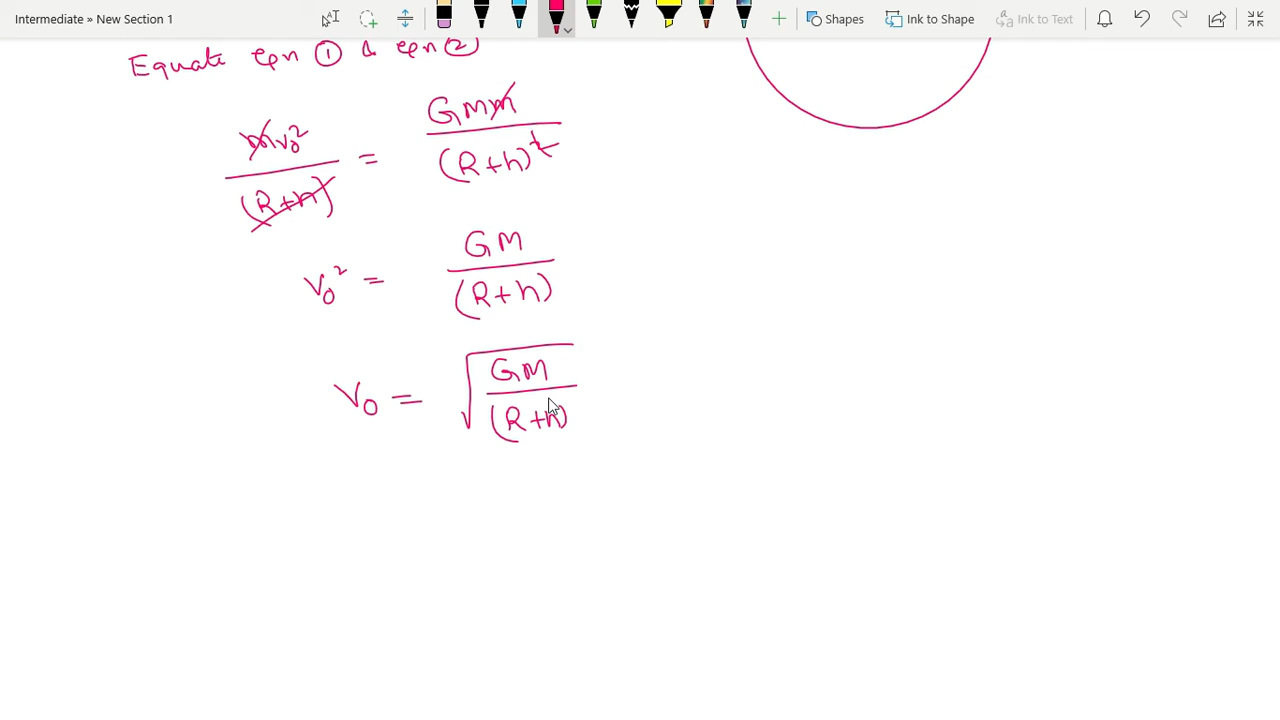 Intermediate » New Section 1
Shapes
Ink to Shape
Ink to Text
Equate eqn ① & eqn ②
mv₀²/(R+h) = GMm/(R+h)²
v₀² = GM/(R+h)
V₀ = √(GM/(R+h))